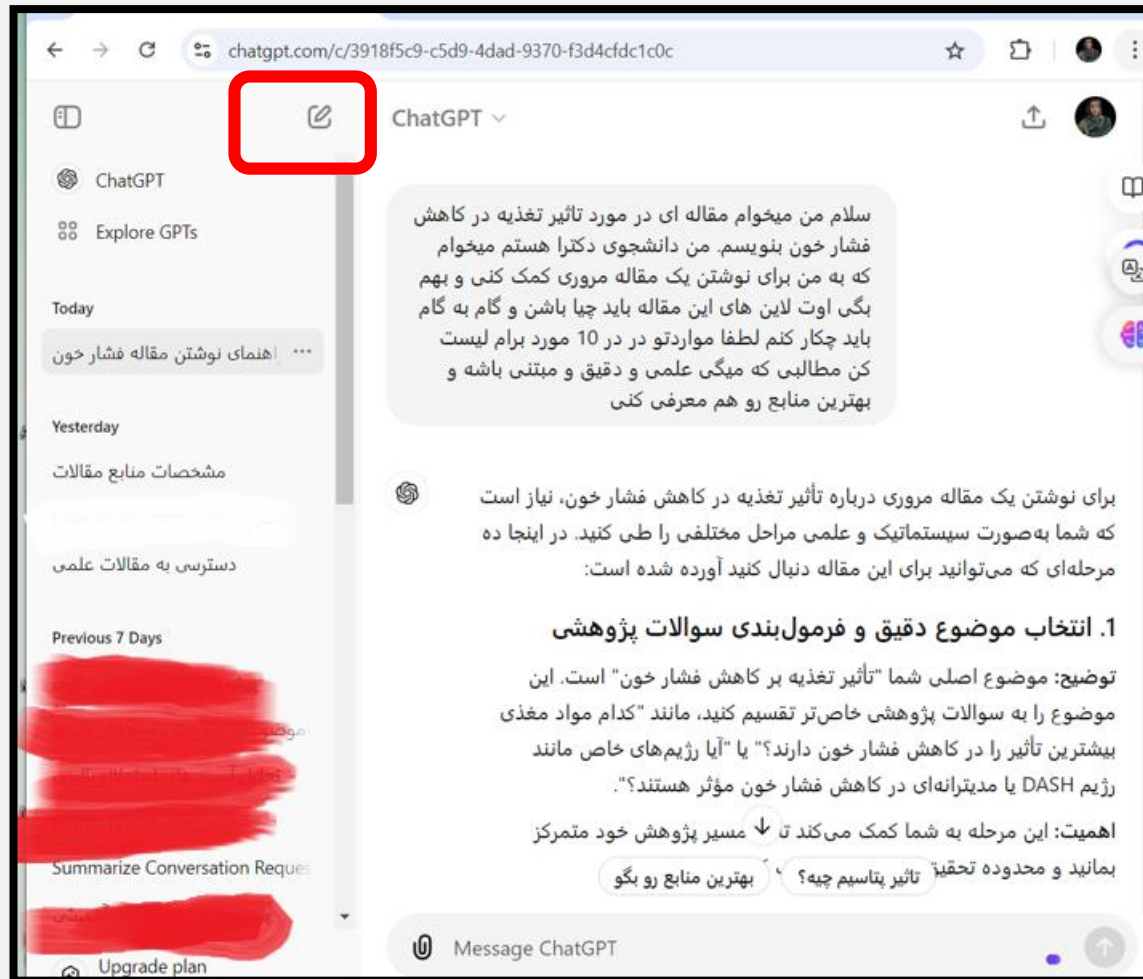 chatgpt.com/c/3918f5c9-c5d9-4dad-9370-f3d4cfdc1c0c
ChatGPT
ChatGPT
Explore GPTs
Today
اهنمای نوشتن مقاله فشار خون
Yesterday
مشخصات منابع مقالات
دسترسی به مقالات علمی
Previous 7 Days
Summarize Conversation Reques
Upgrade plan
سلام من میخوام مقاله ای در مورد تاثیر تغذیه در کاهش
فشار خون بنویسم. من دانشجوی دکترا هستم میخوام
که به من برای نوشتن یک مقاله مروری کمک کنی و بهم
بگی اوت لاین های این مقاله باید چیا باشن و گام به گام
باید چکار کنم لطفا مواردتو در در 10 مورد برام لیست
کن مطالبی که میگی علمی و دقیق و مبتنی باشه و
بهترین منابع رو هم معرفی کنی
برای نوشتن یک مقاله مروری درباره تأثیر تغذیه در کاهش فشار خون، نیاز است
که شما به‌صورت سیستماتیک و علمی مراحل مختلفی را طی کنید. در اینجا ده
مرحله‌ای که می‌توانید برای این مقاله دنبال کنید آورده شده است:
1. انتخاب موضوع دقیق و فرمول‌بندی سوالات پژوهشی
توضیح: موضوع اصلی شما "تأثیر تغذیه بر کاهش فشار خون" است. این
موضوع را به سوالات پژوهشی خاص‌تر تقسیم کنید، مانند "کدام مواد مغذی
بیشترین تأثیر را در کاهش فشار خون دارند؟" یا "آیا رژیم‌های خاص مانند
رژیم DASH یا مدیترانه‌ای در کاهش فشار خون مؤثر هستند؟".
اهمیت: این مرحله به شما کمک می‌کند تا مسیر پژوهش خود متمرکز
بمانید و محدوده تحقیق
تاثیر پتاسیم چیه؟
بهترین منابع رو بگو
Message ChatGPT